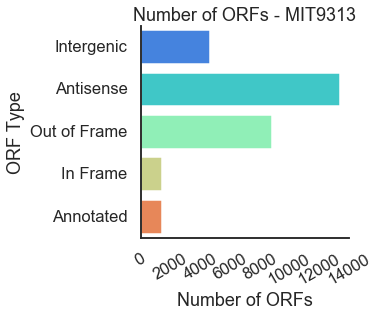 Number of ORFs - MIT9313
ORF Type
Intergenic
Antisense
Out of Frame
In Frame
Annotated
0 2000 4000 6000 8000 10000 12000 14000
Number of ORFs